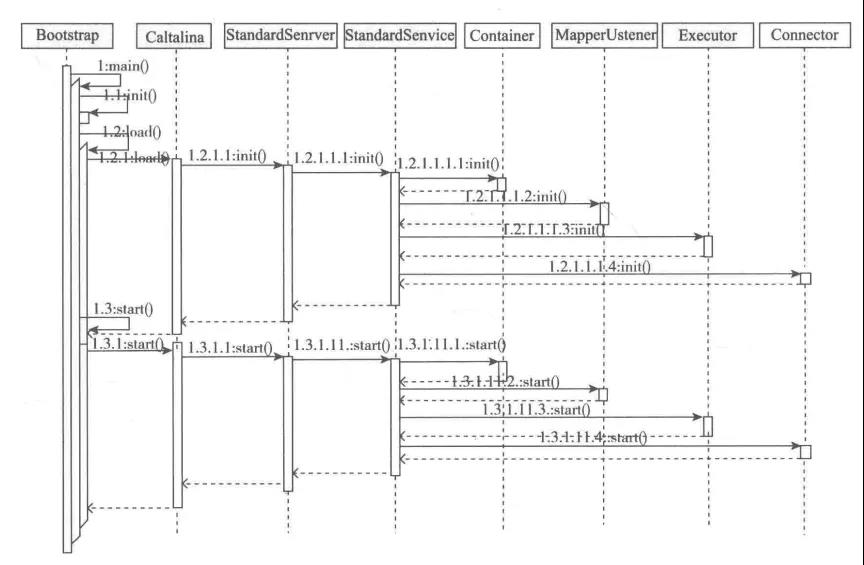 Bootstrap Caltalina StandardSenrver StandardSenvice Container MapperUstener Executor Connector
1:main()
1.1:init()
1.2:load()
1.2.1:load() 1.2.1.1:init() 1.2.1.1.1:init() 1.2.1.1.1.1:init()
1.2.1.1.1.2:init()
1.2.1.1.1.3:init()
1.2.1.1.1.4:init()
1.3:start()
1.3.1:start() 1.3.1.1:start() 1.3.1.11.:start() 1.3.1.11.1.:start()
1.3.1.11.2.:start()
1.3.1.11.3.:start()
1.3.1.11.4.:start()